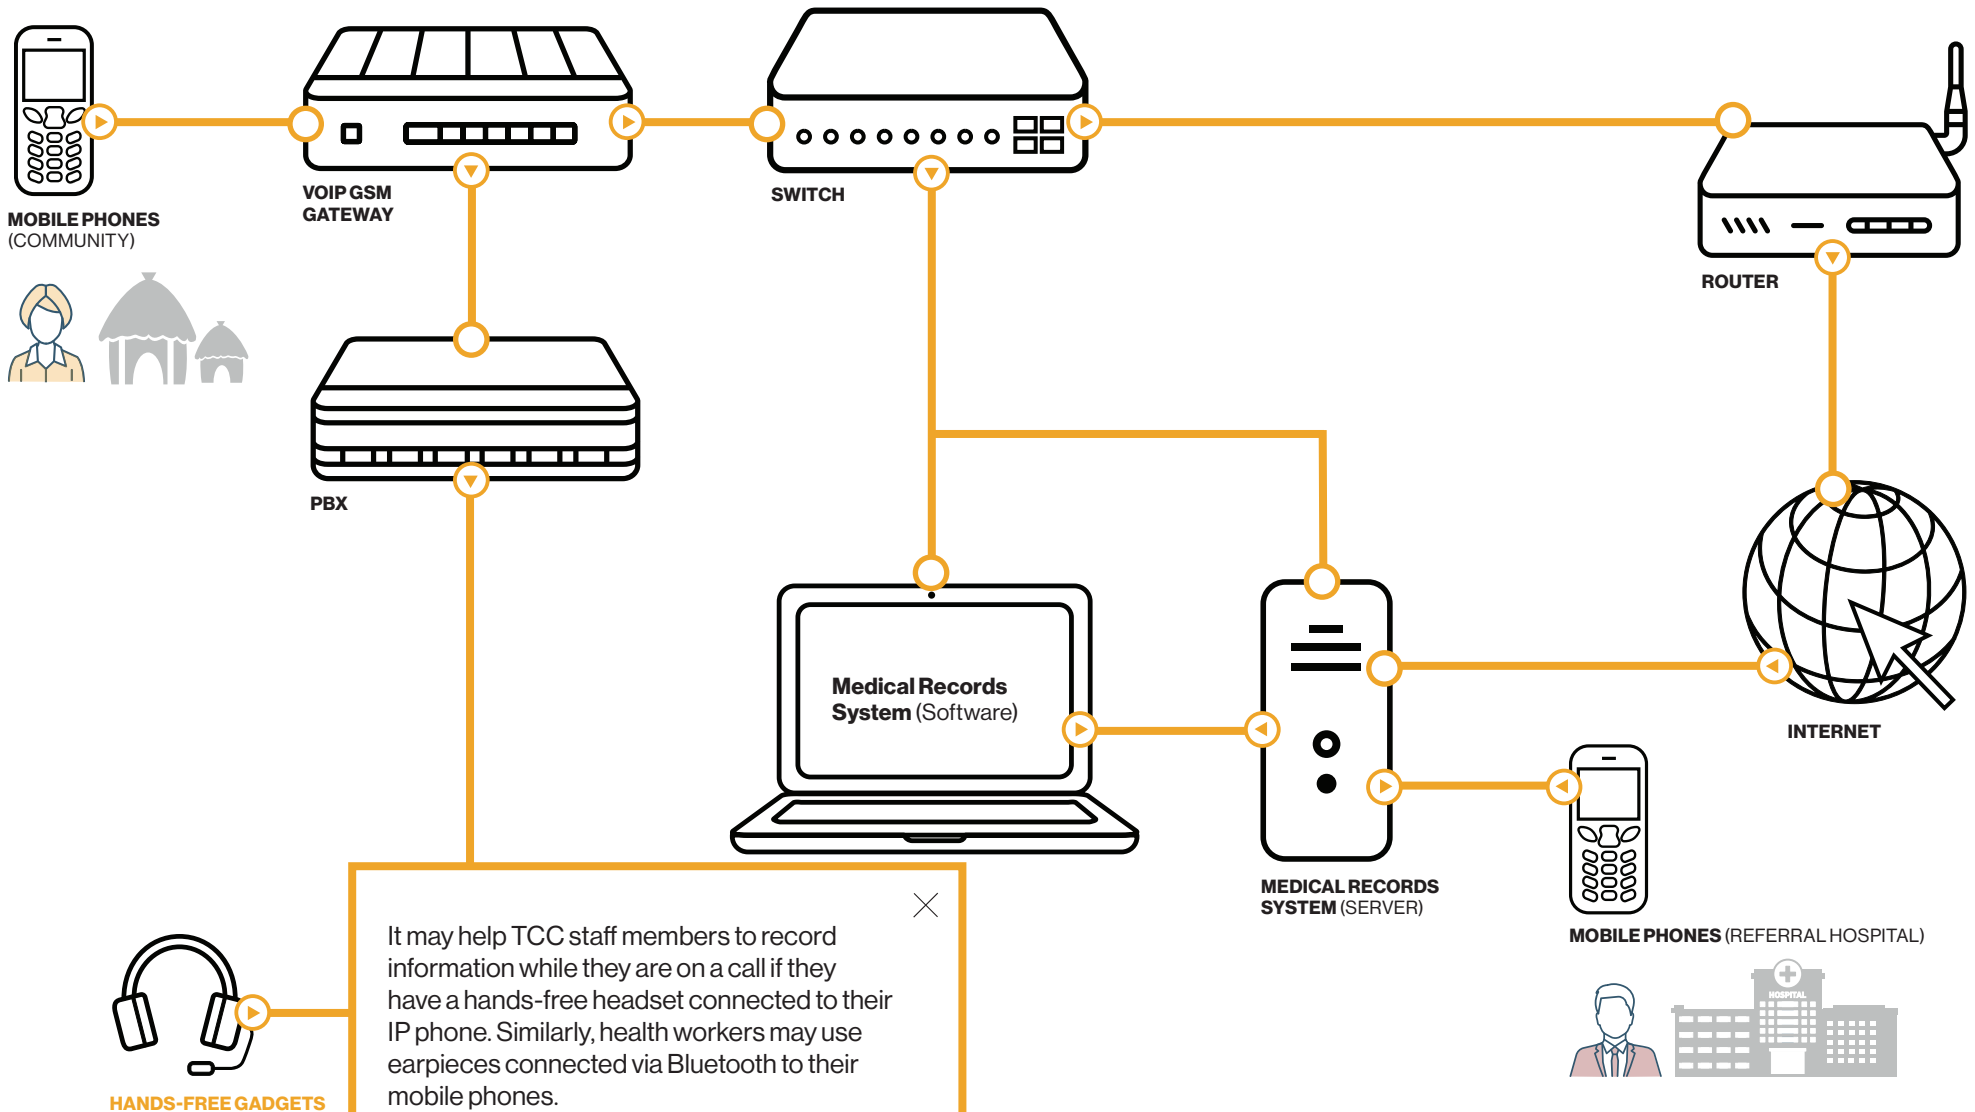 MOBILE PHONES
(COMMUNITY)
VOIP GSM
GATEWAY
SWITCH
ROUTER
PBX
Medical Records
System (Software)
INTERNET
MEDICAL RECORDS
SYSTEM (SERVER)
MOBILE PHONES (REFERRAL HOSPITAL)
HOSPITAL
It may help TCC staff members to record
information while they are on a call if they
have a hands-free headset connected to their
IP phone. Similarly, health workers may use
earpieces connected via Bluetooth to their
mobile phones.
HANDS-FREE GADGETS